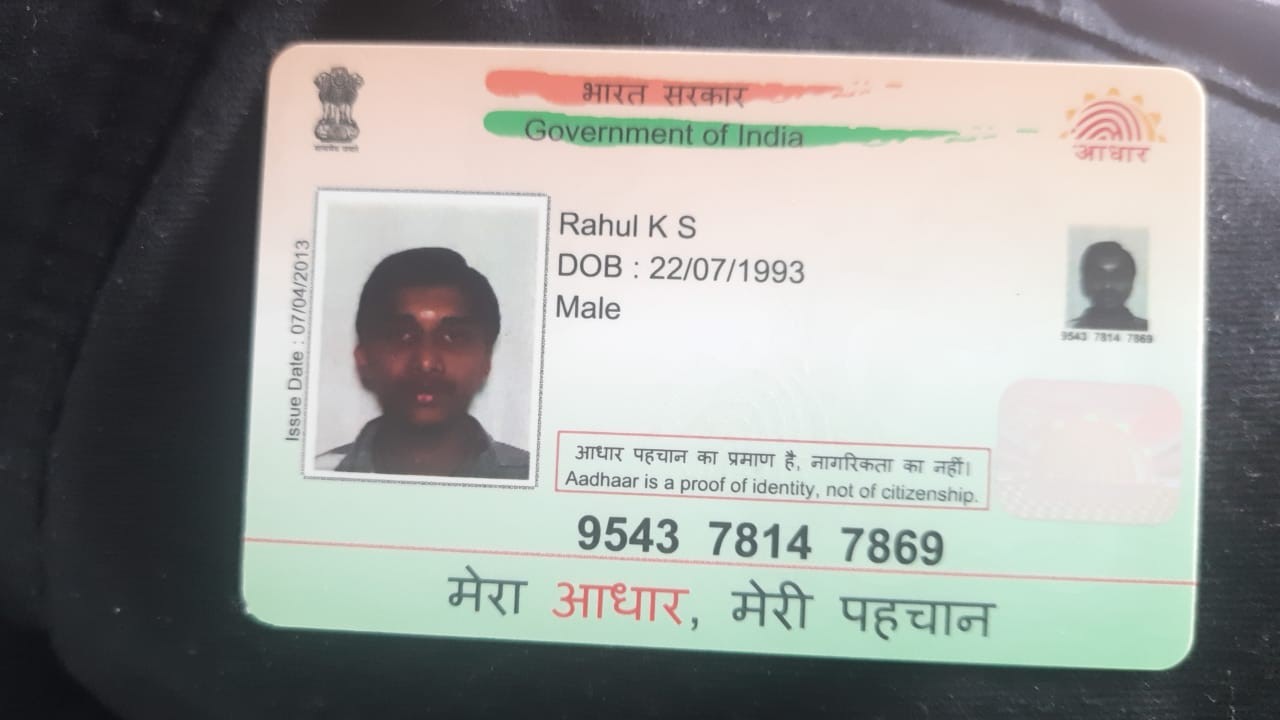 भारत सरकार
Government of India
आधार
Issue Date : 07/04/2013
Rahul K S
DOB : 22/07/1993
Male
9543 7814 7869
आधार पहचान का प्रमाण है, नागरिकता का नहीं।
Aadhaar is a proof of identity, not of citizenship.
9543 7814 7869
मेरा आधार, मेरी पहचान